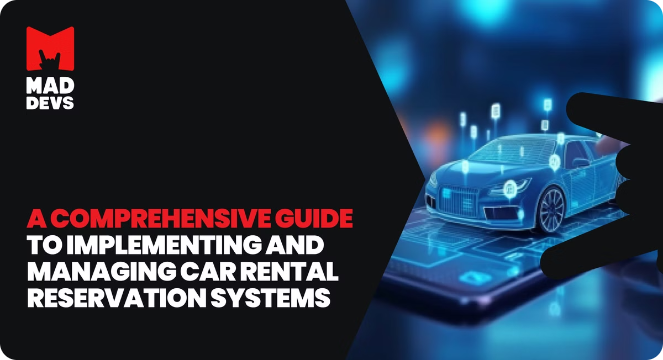 MAD
DEVS
A COMPREHENSIVE GUIDE
TO IMPLEMENTING AND
MANAGING CAR RENTAL
RESERVATION SYSTEMS